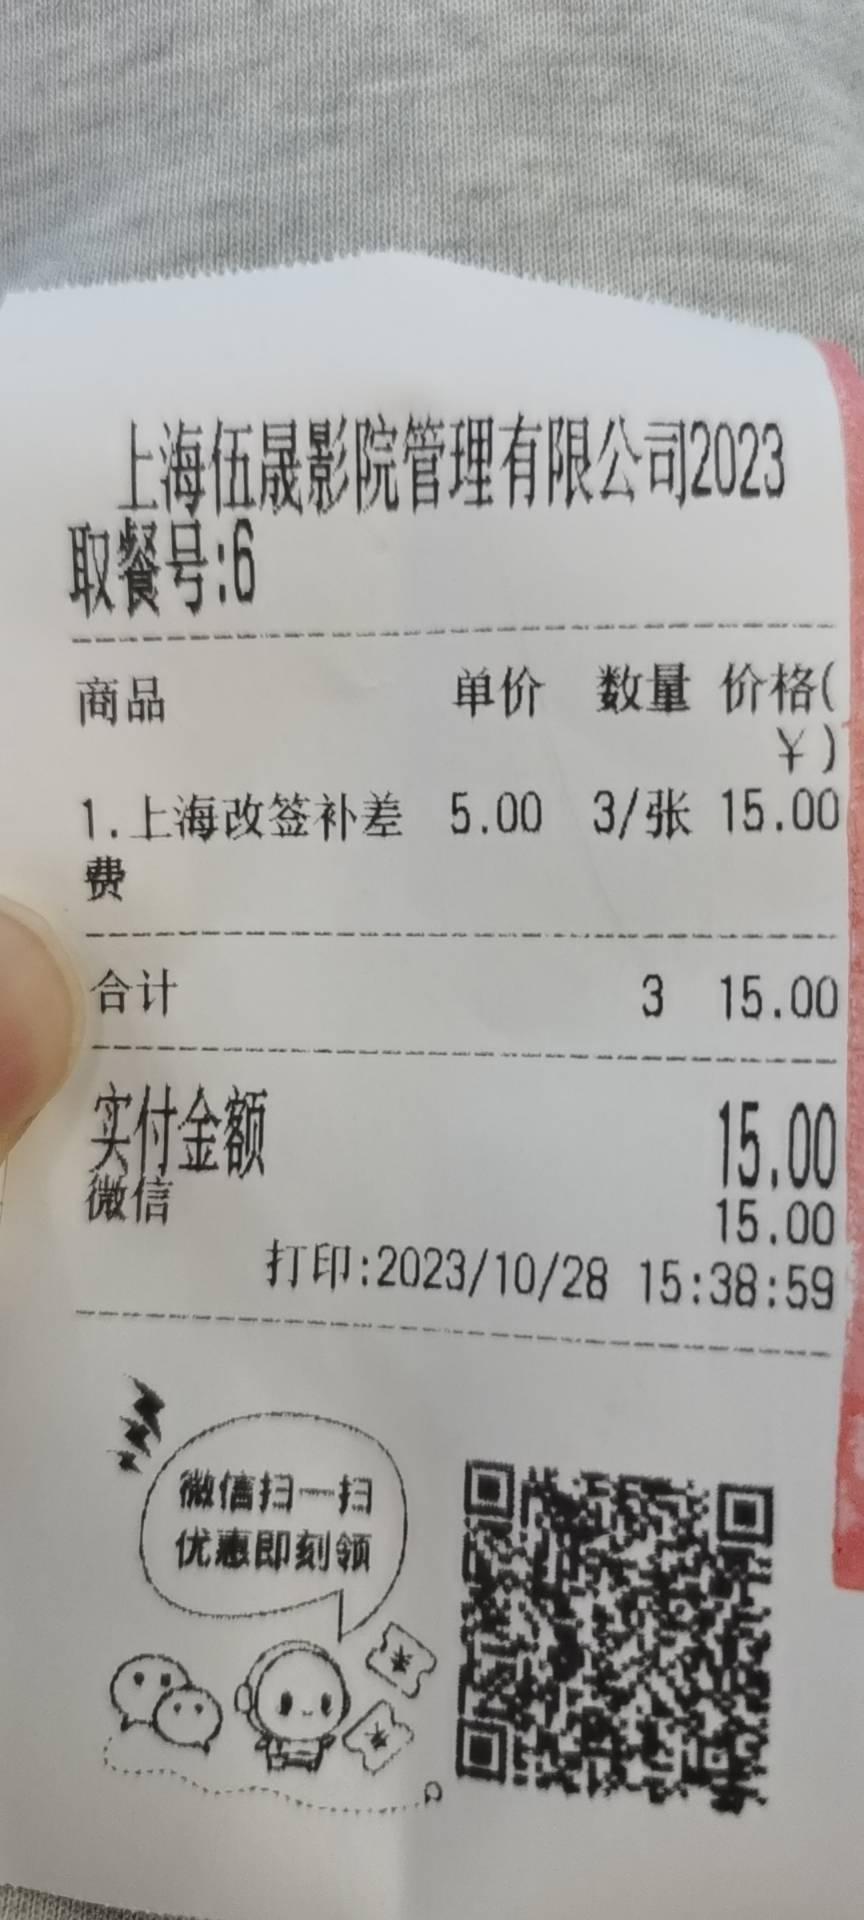 上海伍晟影院管理有限公司2023
取餐号:6
商品 单价 数量 价格(
¥)
1.上海改签补差 5.00 3/张 15.00
费
合计 3 15.00
实付金额 15.00
微信 15.00
打印:2023/10/28 15:38:59
微信扫一扫
优惠即刻领